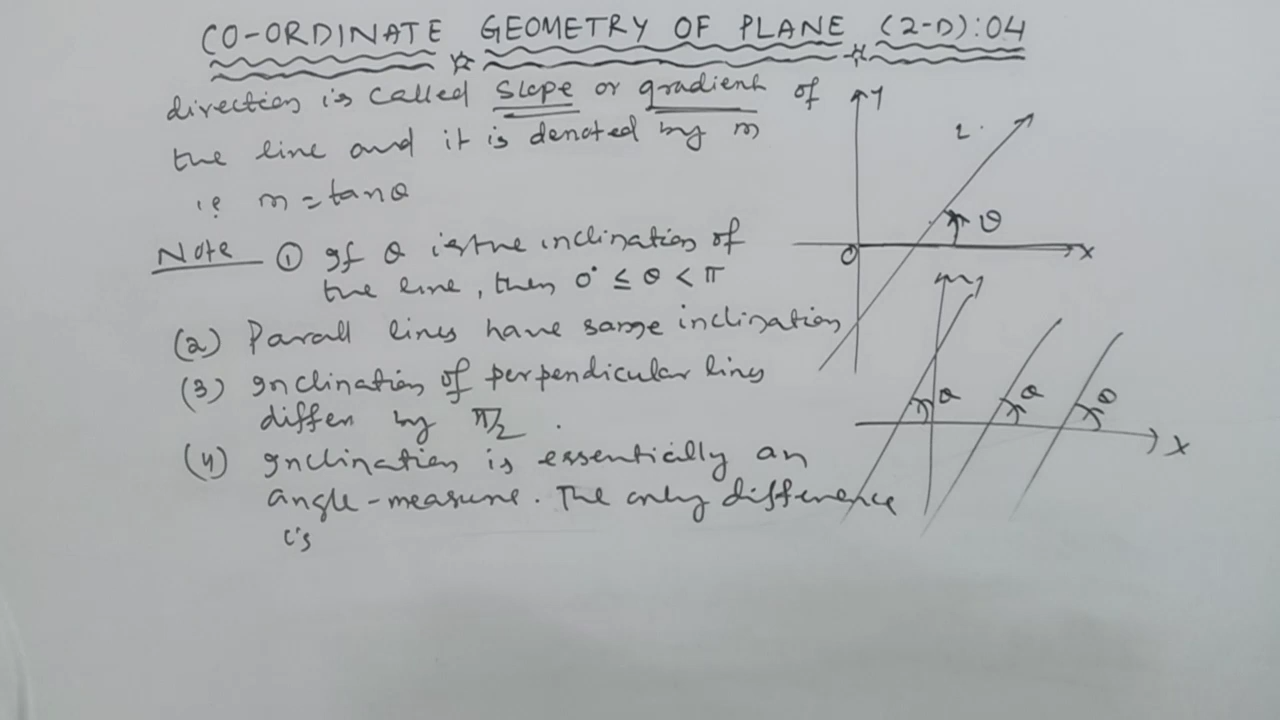 CO-ORDINATE GEOMETRY OF PLANE (2-D):04
direction is called slope or gradient of
the line and it is denoted by m
ie m = tanθ
Note ① If θ is the inclination of
the line, then 0° ≤ θ < π
(2) Parall lines have same inclination
(3) Inclination of perpendicular lines
differ by π/2 .
(4) Inclination is essentially an
angle-measure. The only difference
is
y
L
θ
O
x
y
θ
θ
θ
x